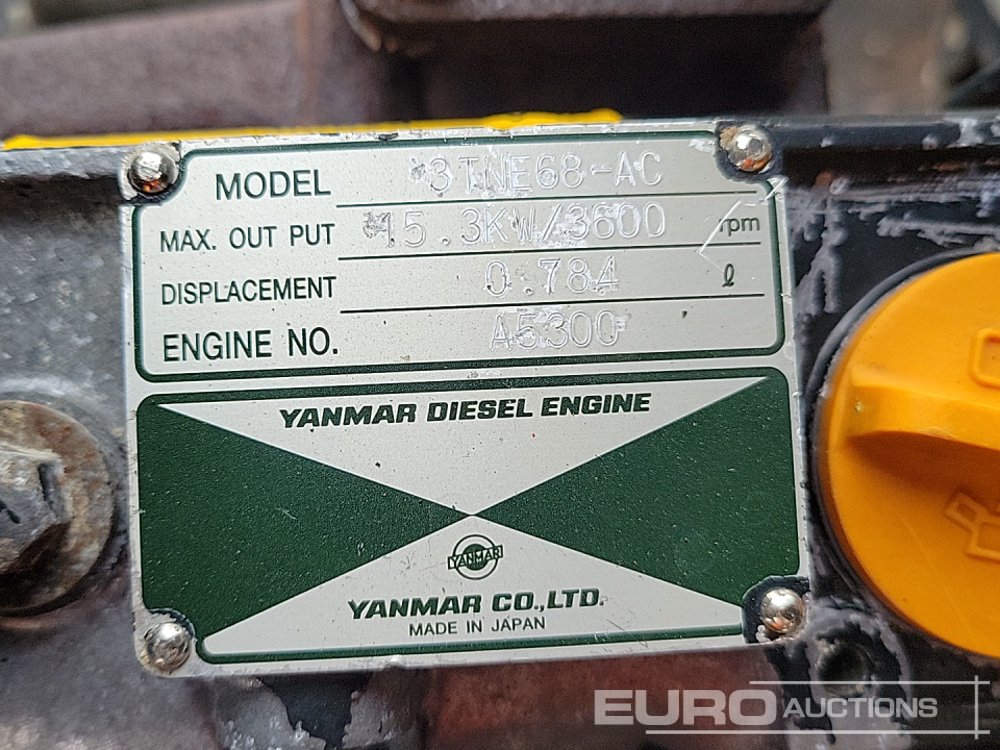 MODEL 3TNE68-AC
MAX. OUT PUT 15.3KW/3600 rpm
DISPLACEMENT 0.784 ℓ
ENGINE NO. A5300
YANMAR DIESEL ENGINE
YANMAR
YANMAR CO.,LTD.
MADE IN JAPAN
EURO AUCTIONS